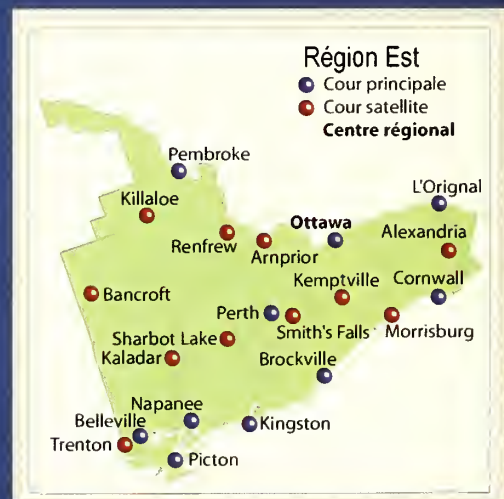 Région Est
Cour principale
Cour satellite
Centre régional
Pembroke
L'Orignal
Killaloe
Ottawa
Alexandria
Renfrew
Arnprior
Kemptville
Cornwall
Bancroft
Perth
Smith's Falls
Morrisburg
Sharbot Lake
Kaladar
Brockville
Napanee
Belleville
Kingston
Trenton
Picton